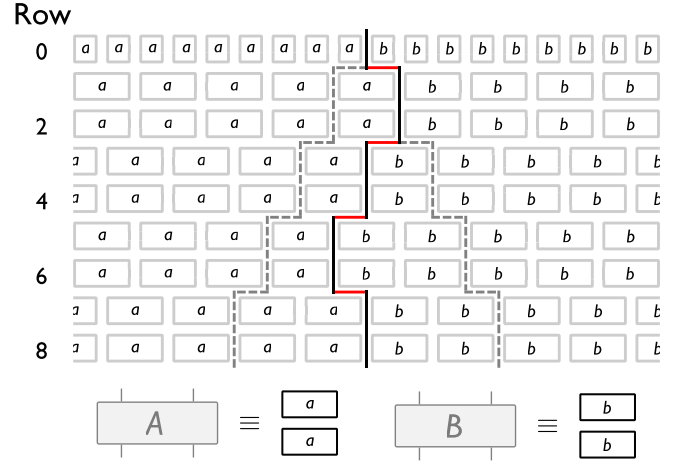 Row
0 a a a a a a a a a b b b b b b b b b
a a a a a b b b b
2 a a a a a b b b b
a a a a a b b b b b
4 a a a a a b b b b b
a a a a b b b b b
6 a a a a b b b b b
a a a a a b b b b b
8 a a a a a b b b b b
A ≡ a a
B ≡ b b